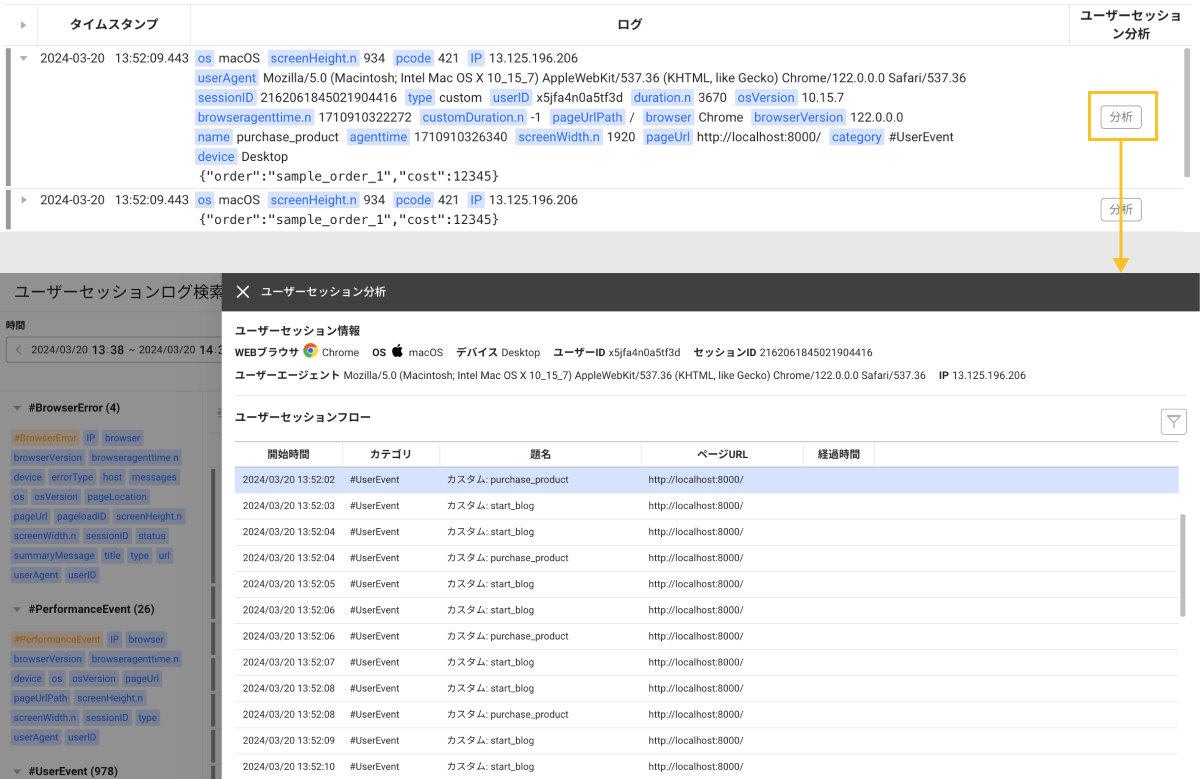 タイムスタンプ ログ ユーザーセッション分析
2024-03-20 13:52:09.443 os macOS screenHeight.n 934 pcode 421 IP 13.125.196.206
userAgent Mozilla/5.0 (Macintosh; Intel Mac OS X 10_15_7) AppleWebKit/537.36 (KHTML, like Gecko) Chrome/122.0.0.0 Safari/537.36
sessionID 2162061845021904416 type custom userID x5jfa4n0a5tf3d duration.n 3670 osVersion 10.15.7
browseragenttime.n 1710910322272 customDuration.n -1 pageUrlPath / browser Chrome browserVersion 122.0.0.0
name purchase_product agenttime 1710910326340 screenWidth.n 1920 pageUrl http://localhost:8000/ category #UserEvent
device Desktop
{"order":"sample_order_1","cost":12345}
分析
2024-03-20 13:52:09.443 os macOS screenHeight.n 934 pcode 421 IP 13.125.196.206
{"order":"sample_order_1","cost":12345}
分析
ユーザーセッションログ検索
時間
2024/03/20 13:38 ~ 2024/03/20 14:3
#BrowserError (4)
#BrowserError IP browser
browserVersion browseragenttime.n
device errorType host messages
os osVersion pageLocation
pageUrl pageloadID screenHeight.n
screenWidth.n sessionID status
summaryMessage title type url
userAgent userID
#PerformanceEvent (26)
#PerformanceEvent IP browser
browserVersion browseragenttime.n
device os osVersion pageUrl
pageUrlPath screenHeight.n
screenWidth.n sessionID type
userAgent userID
#UserEvent (978)
ユーザーセッション分析
ユーザーセッション情報
WEBブラウザ Chrome OS macOS デバイス Desktop ユーザーID x5jfa4n0a5tf3d セッションID 2162061845021904416
ユーザーエージェント Mozilla/5.0 (Macintosh; Intel Mac OS X 10_15_7) AppleWebKit/537.36 (KHTML, like Gecko) Chrome/122.0.0.0 Safari/537.36 IP 13.125.196.206
ユーザーセッションフロー
開始時間 カテゴリ 題名 ページURL 経過時間
2024/03/20 13:52:02 #UserEvent カスタム: purchase_product http://localhost:8000/
2024/03/20 13:52:03 #UserEvent カスタム: start_blog http://localhost:8000/
2024/03/20 13:52:04 #UserEvent カスタム: start_blog http://localhost:8000/
2024/03/20 13:52:04 #UserEvent カスタム: purchase_product http://localhost:8000/
2024/03/20 13:52:05 #UserEvent カスタム: start_blog http://localhost:8000/
2024/03/20 13:52:06 #UserEvent カスタム: start_blog http://localhost:8000/
2024/03/20 13:52:06 #UserEvent カスタム: purchase_product http://localhost:8000/
2024/03/20 13:52:07 #UserEvent カスタム: start_blog http://localhost:8000/
2024/03/20 13:52:08 #UserEvent カスタム: start_blog http://localhost:8000/
2024/03/20 13:52:08 #UserEvent カスタム: purchase_product http://localhost:8000/
2024/03/20 13:52:09 #UserEvent カスタム: start_blog http://localhost:8000/
2024/03/20 13:52:10 #UserEvent カスタム: start_blog http://localhost:8000/